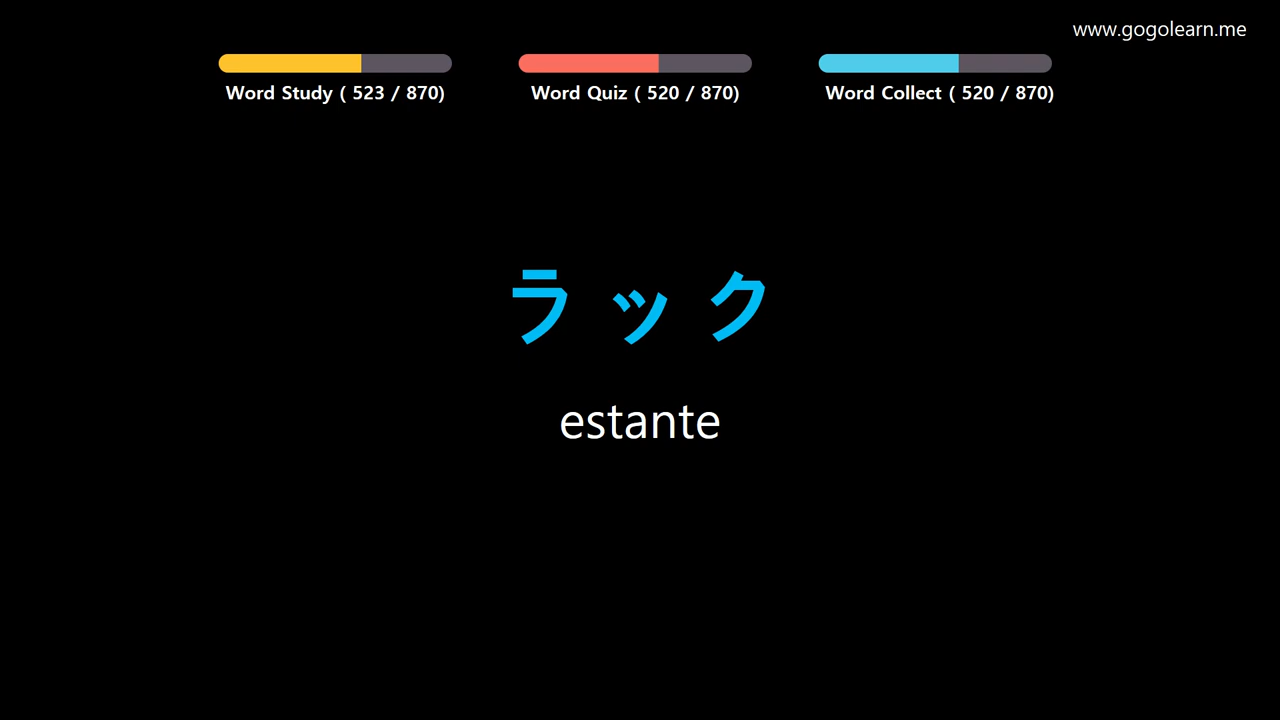 www.gogolearn.me
Word Study ( 523 / 870)
Word Quiz ( 520 / 870)
Word Collect ( 520 / 870)
ラック
estante